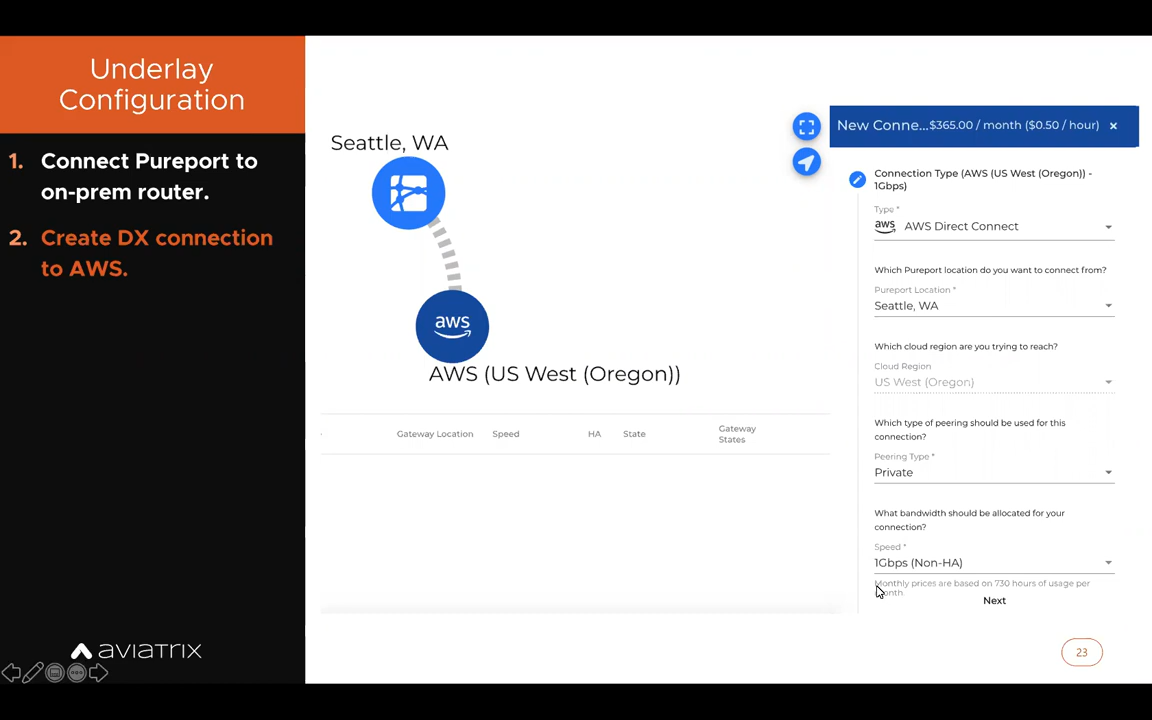 Underlay
Configuration
1. Connect Pureport to
on-prem router.
2. Create DX connection
to AWS.
AVIATRIX
Seattle, WA
aws
AWS (US West (Oregon))
Gateway Location Speed HA State Gateway
States
New Conne...$365.00 / month ($0.50 / hour) ×
Connection Type (AWS (US West (Oregon)) -
1Gbps)
Type *
aws AWS Direct Connect
Which Pureport location do you want to connect from?
Pureport Location *
Seattle, WA
Which cloud region are you trying to reach?
Cloud Region
US West (Oregon)
Which type of peering should be used for this
connection?
Peering Type *
Private
What bandwidth should be allocated for your
connection?
Speed *
1Gbps (Non-HA)
Monthly prices are based on 730 hours of usage per
month
Next
23